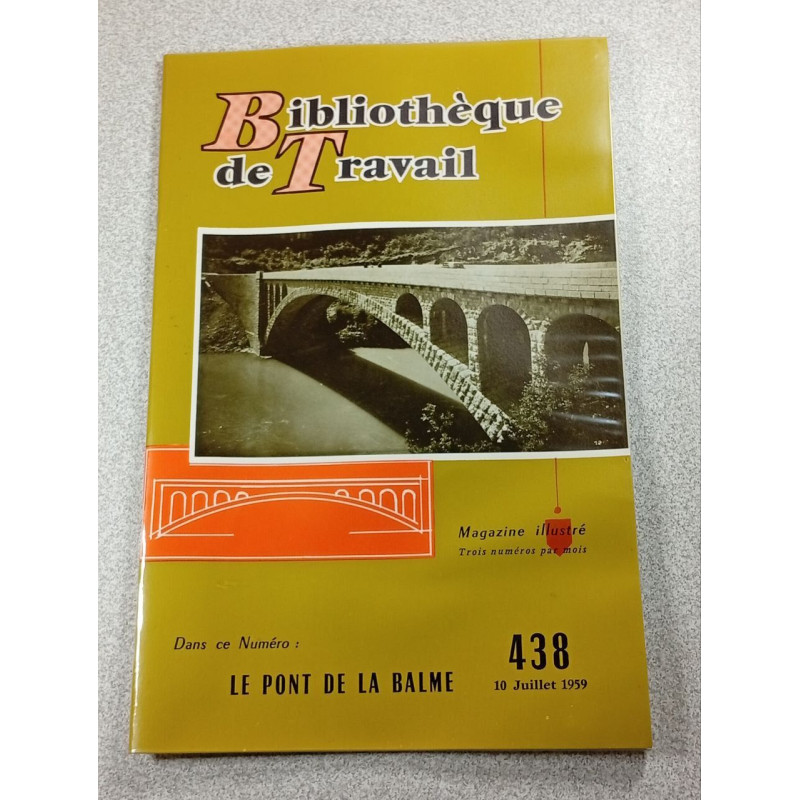 Bibliothèque
de Travail
Magazine illustré
Trois numéros par mois
Dans ce Numéro :
438
LE PONT DE LA BALME
10 Juillet 1959